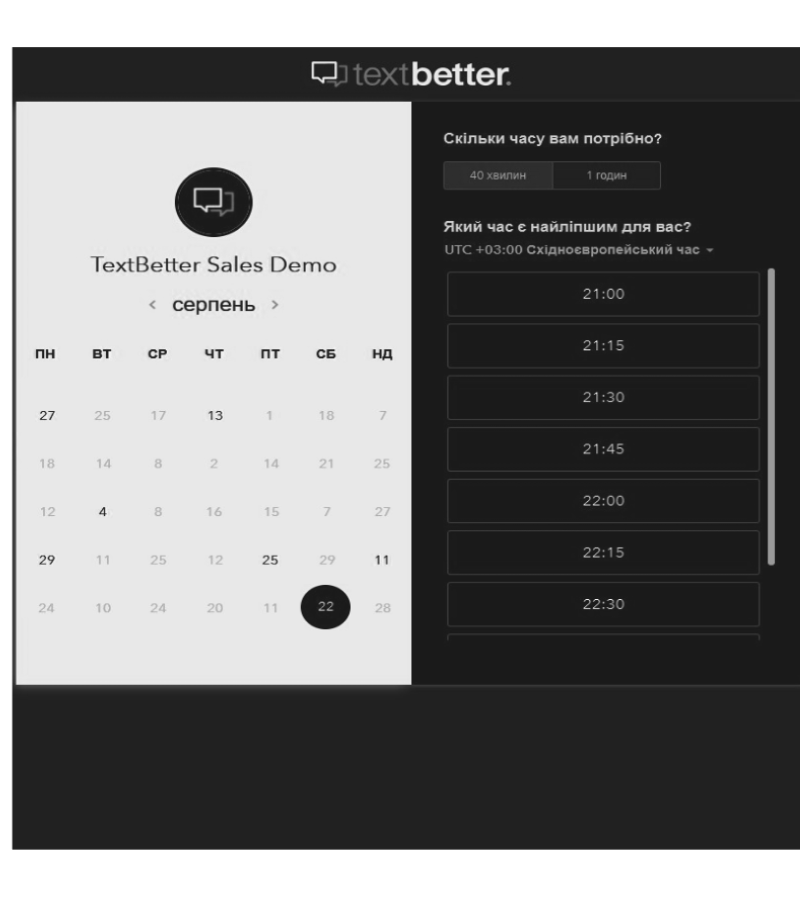 textbetter.
TextBetter Sales Demo
серпень
ПН ВТ СР ЧТ ПТ СБ НД
27 25 17 13 1 18 7
18 14 8 2 14 21 25
12 4 8 16 15 7 27
29 11 25 12 25 29 11
24 10 24 20 11 22 28
Скільки часу вам потрібно?
40 хвилин 1 годин
Який час є найліпшим для вас?
UTC +03:00 Східноєвропейський час
21:00
21:15
21:30
21:45
22:00
22:15
22:30